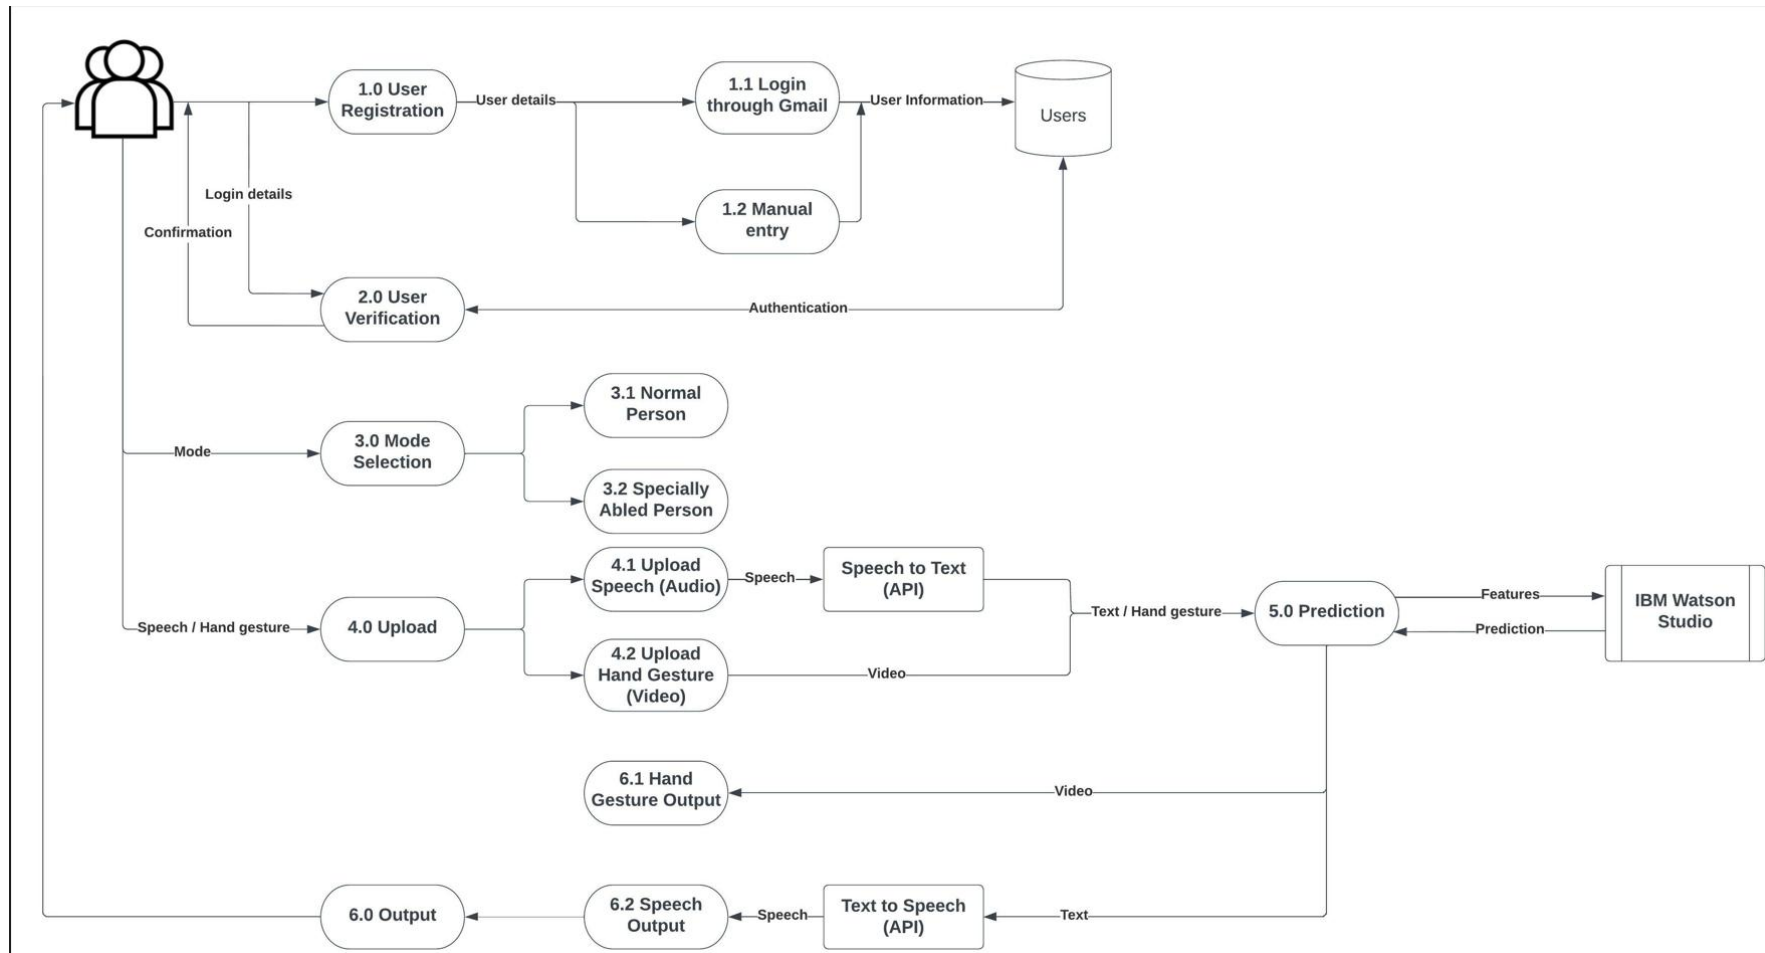 1.0 User
Registration
User details
1.1 Login
through Gmail
User Information
Users
Login details
1.2 Manual
entry
Confirmation
2.0 User
Verification
Authentication
3.1 Normal
Person
Mode
3.0 Mode
Selection
3.2 Specially
Abled Person
Speech / Hand gesture
4.0 Upload
4.1 Upload
Speech (Audio)
Speech
Speech to Text
(API)
4.2 Upload
Hand Gesture
(Video)
Video
Text / Hand gesture
5.0 Prediction
Features
Prediction
IBM Watson
Studio
6.1 Hand
Gesture Output
Video
6.0 Output
6.2 Speech
Output
Speech
Text to Speech
(API)
Text